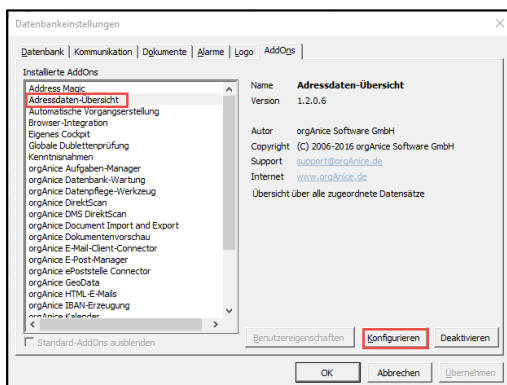 Datenbankeinstellungen
Datenbank Kommunikation Dokumente Alarme Logo AddOns
Installierte AddOns
Address Magic
Adressdaten-Übersicht
Automatische Vorgangserstellung
Browser-Integration
Eigenes Cockpit
Globale Dublettenprüfung
Kenntnisnahmen
orgAnice Aufgaben-Manager
orgAnice Datenbank-Wartung
orgAnice Datenpflege-Werkzeug
orgAnice DirektScan
orgAnice DMS DirektScan
orgAnice Document Import and Export
orgAnice Dokumentenvorschau
orgAnice E-Mail-Client-Connector
orgAnice E-Post-Manager
orgAnice ePoststelle Connector
orgAnice GeoData
orgAnice HTML-E-Mails
orgAnice IBAN-Erzeugung
orgAnice Kalender
Standard-AddOns ausblenden
Name Adressdaten-Übersicht
Version 1.2.0.6
Autor orgAnice Software GmbH
Copyright (C) 2006-2016 orgAnice Software GmbH
Support support@orgAnice.de
Internet www.orgAnice.de
Übersicht über alle zugeordnete Datensätze
Benutzereigenschaften Konfigurieren Deaktivieren
OK Abbrechen Übernehmen